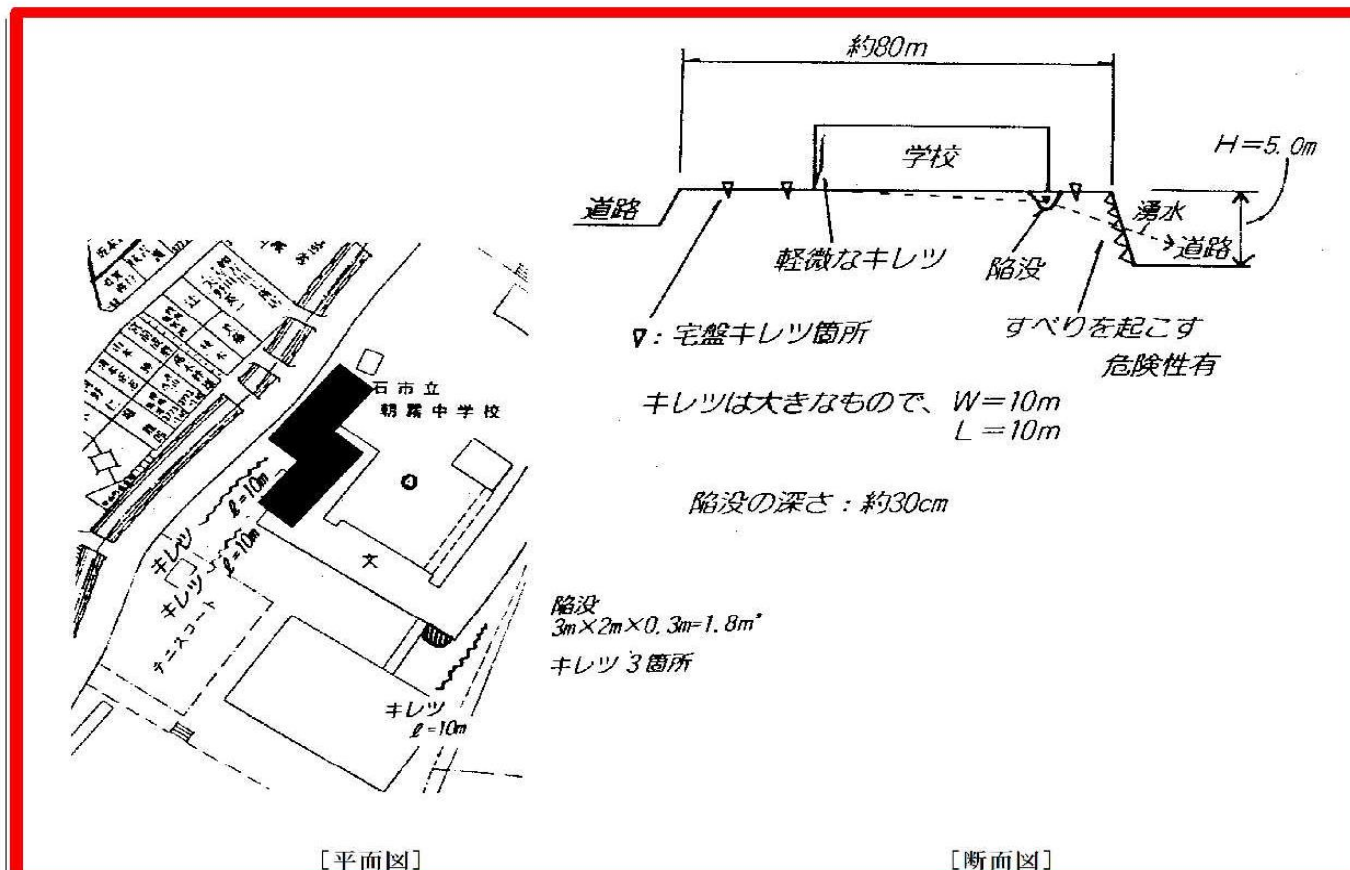 約80m
学校
H=5.0m
道路
湧水
道路
軽微なキレツ
陥没
▽:宅盤キレツ箇所
すべりを起こす
危険性有
キレツは大きなもので、W=10m
L=10m
陥没の深さ:約30cm
石市立
朝霧中学校
文
キレツ
ℓ=10m
キレツ
ℓ=10m
テニスコート
陥没
3m×2m×0.3m=1.8m³
キレツ 3箇所
キレツ
ℓ=10m
[平面図]
[断面図]